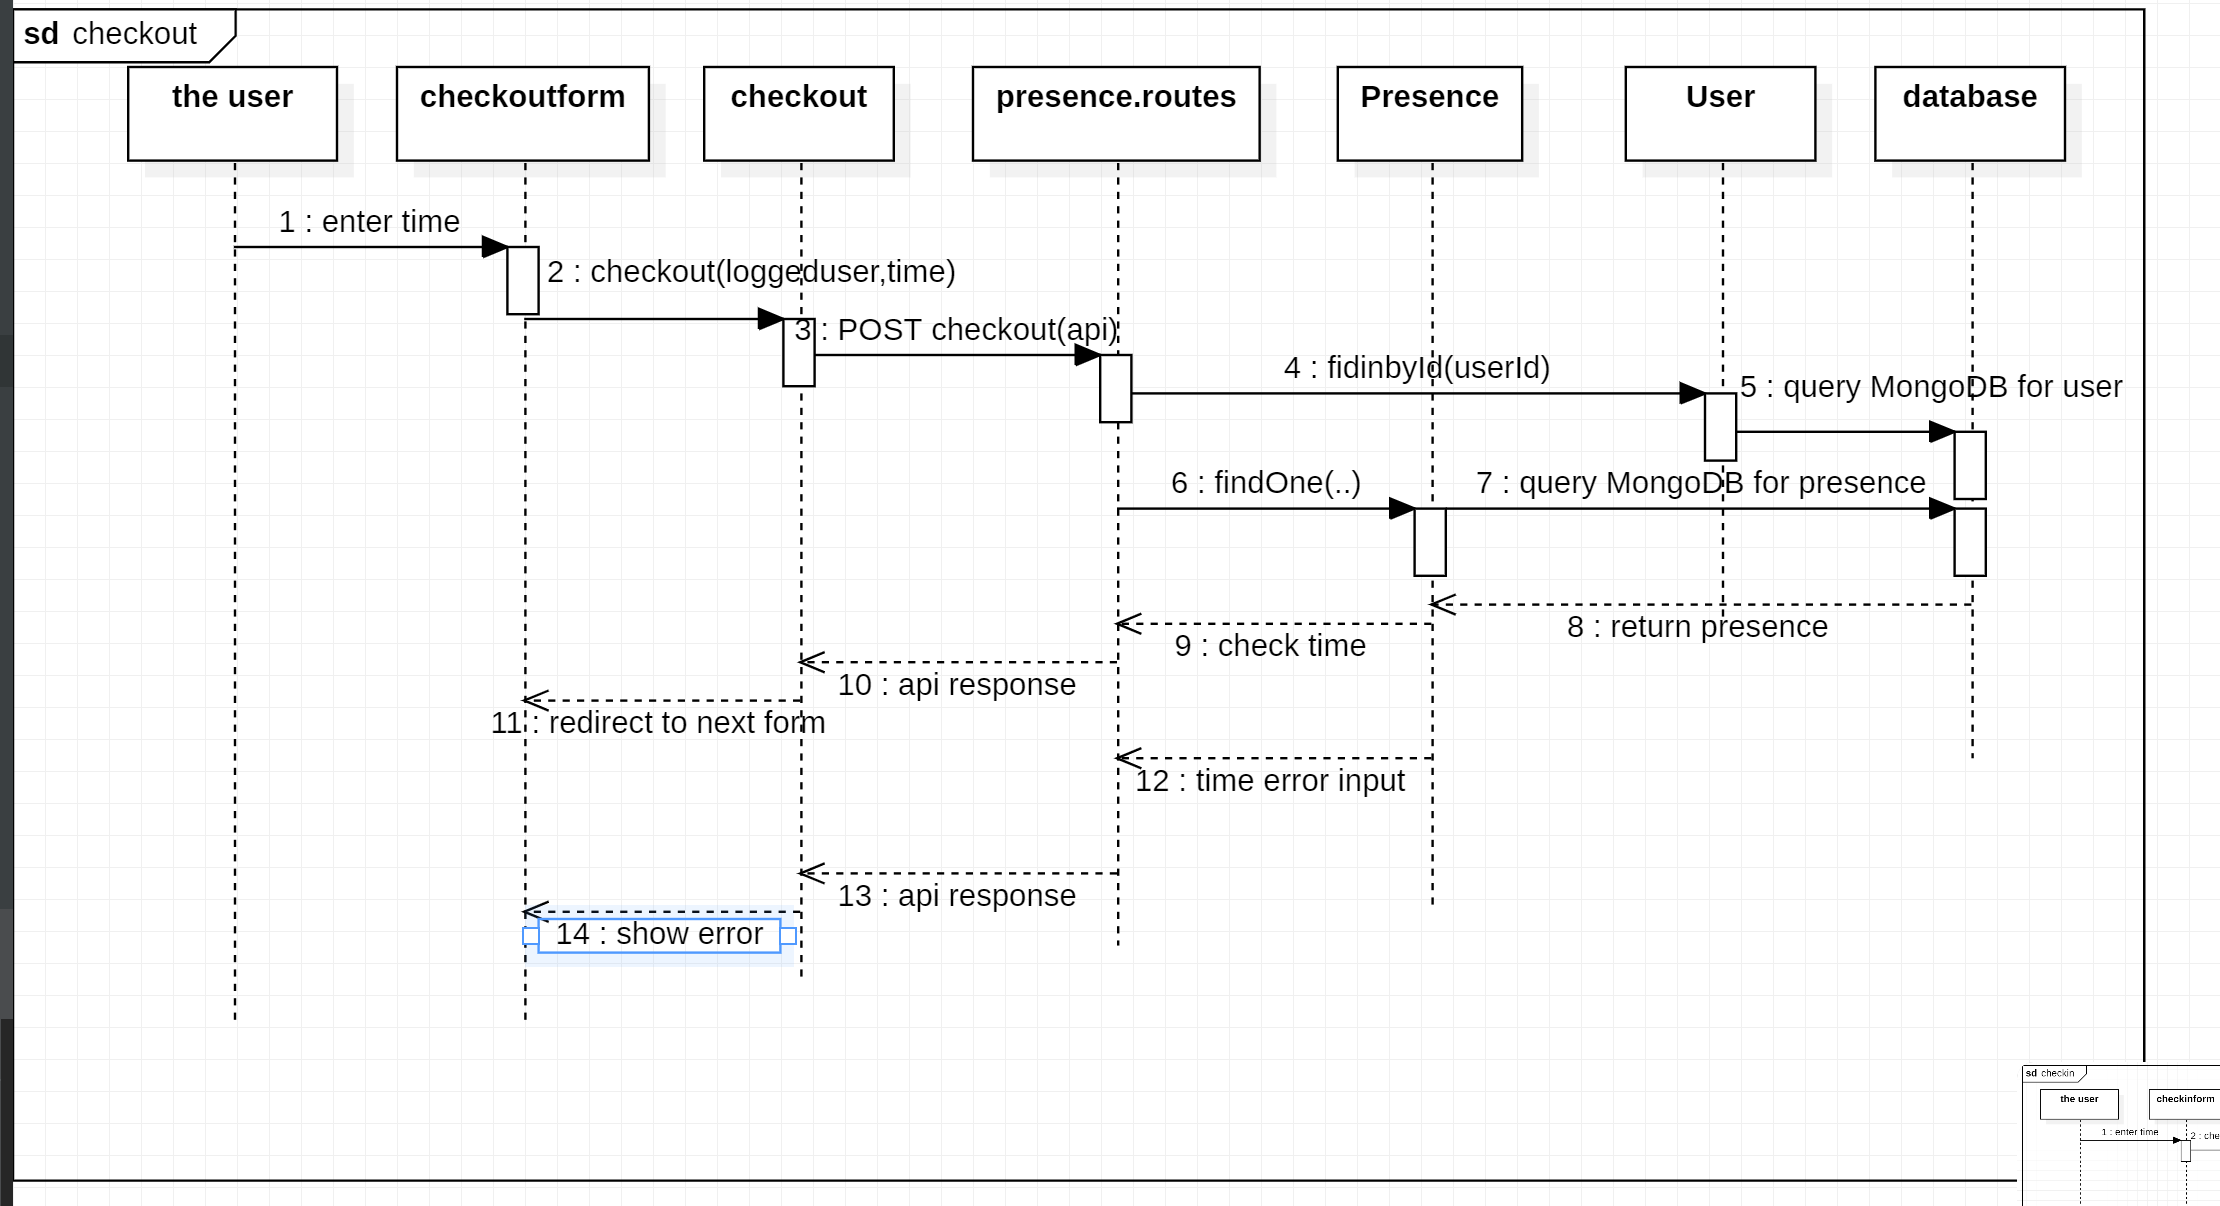 sd checkout
the user
checkoutform
checkout
presence.routes
Presence
User
database
1 : enter time
2 : checkout(loggeduser,time)
3 : POST checkout(api)
4 : fidinbyId(userId)
5 : query MongoDB for user
6 : findOne(..)
7 : query MongoDB for presence
8 : return presence
9 : check time
10 : api response
11 : redirect to next form
12 : time error input
13 : api response
14 : show error
sd checkin
the user
checkinform
1 : enter time
2 : che